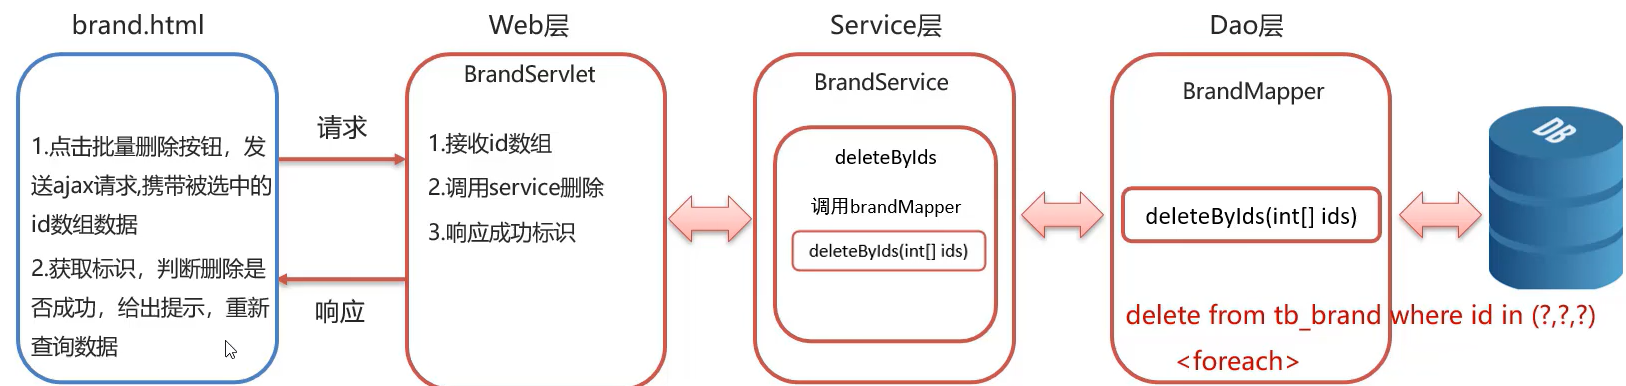 brand.html
1.点击批量删除按钮，发
送ajax请求,携带被选中的
id数组数据
2.获取标识，判断删除是
否成功，给出提示，重新
查询数据
请求
响应
Web层
BrandServlet
1.接收id数组
2.调用service删除
3.响应成功标识
Service层
BrandService
deleteByIds
调用brandMapper
deleteByIds(int[] ids)
Dao层
BrandMapper
deleteByIds(int[] ids)
delete from tb_brand where id in (?,?,?)
<foreach>
DB